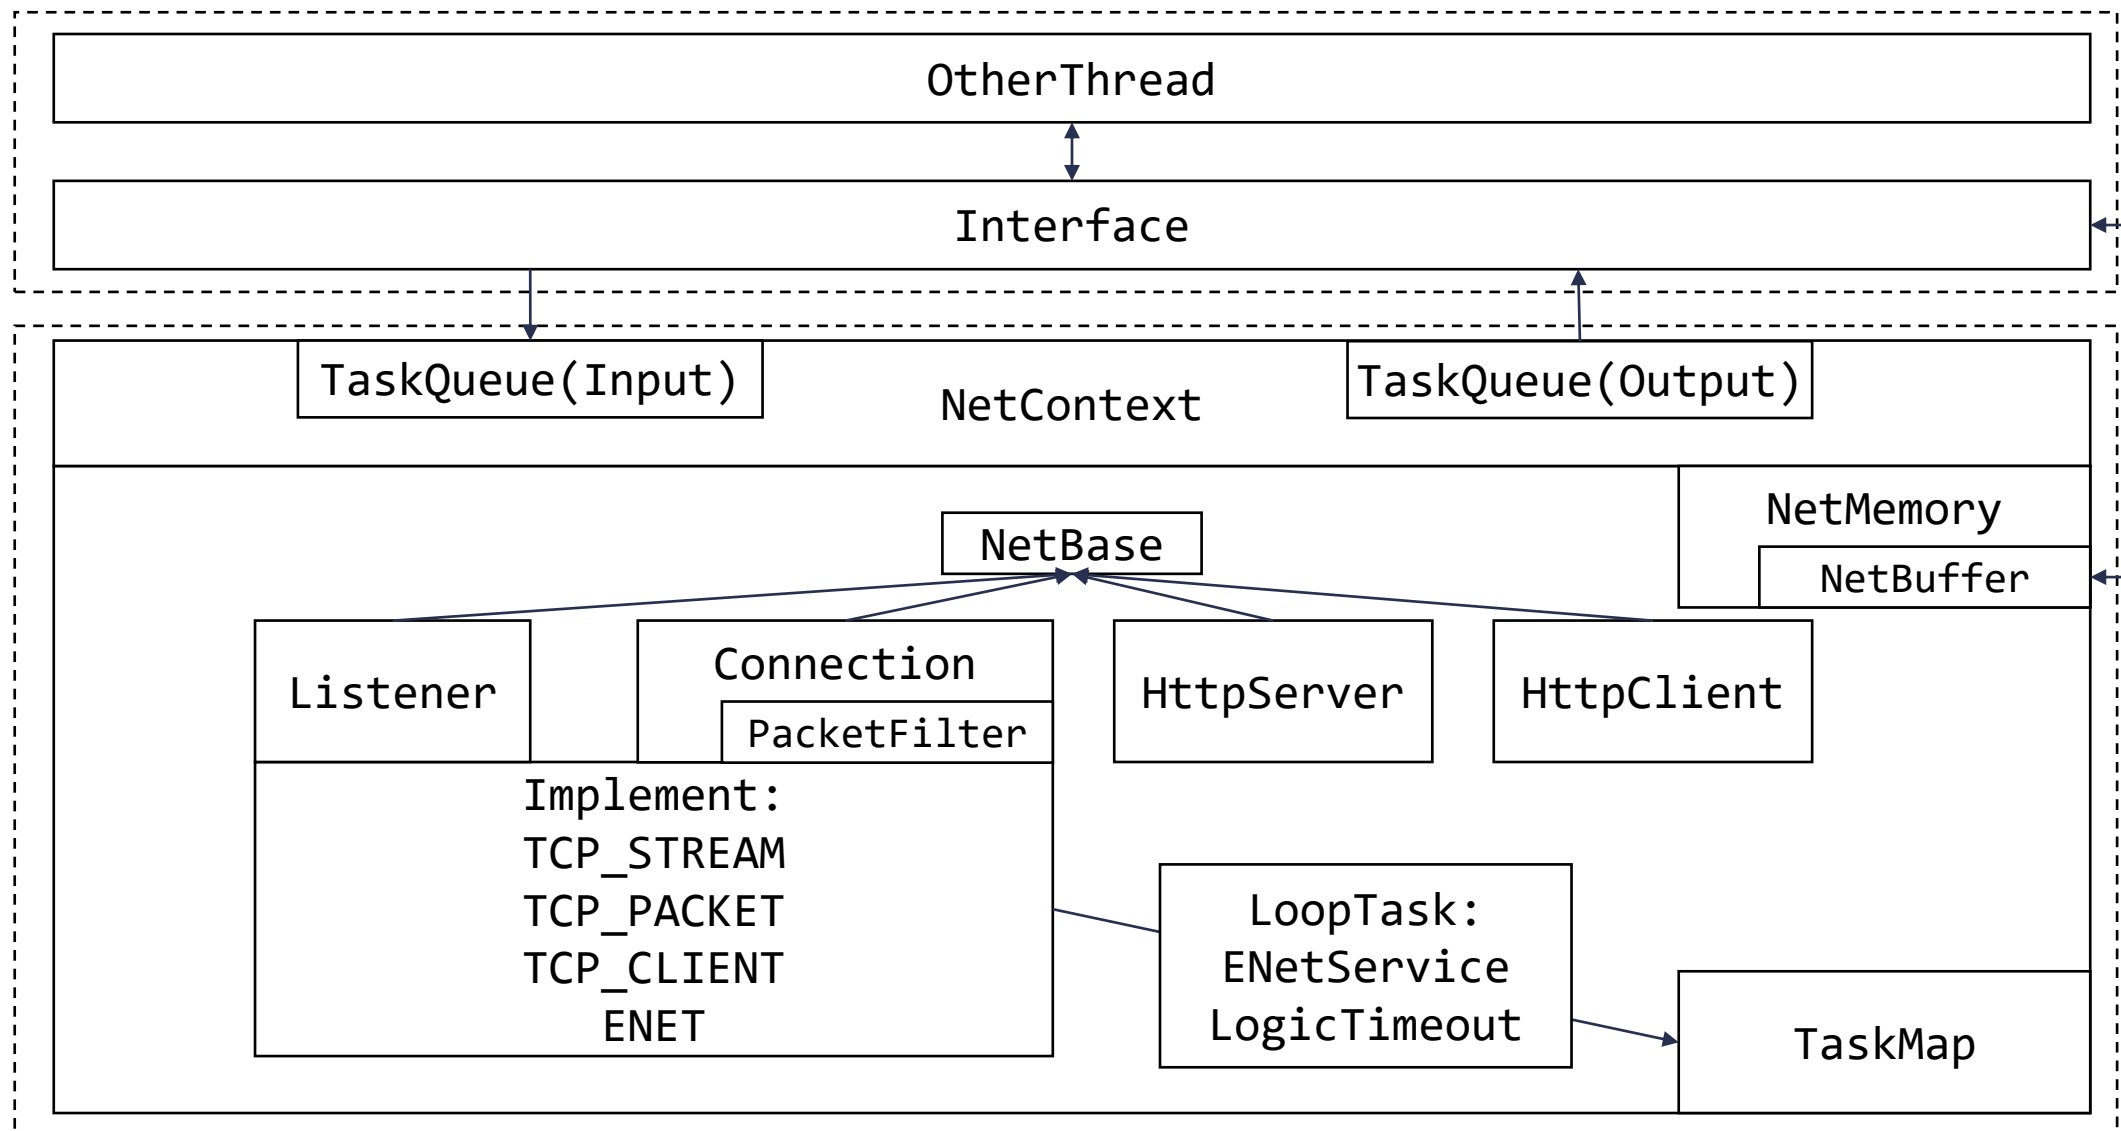 OtherThread
Interface
TaskQueue(Input)
NetContext
TaskQueue(Output)
NetMemory
NetBuffer
NetBase
Listener
Connection
PacketFilter
HttpServer
HttpClient
Implement:
TCP_STREAM
TCP_PACKET
TCP_CLIENT
ENET
LoopTask:
ENetService
LogicTimeout
TaskMap